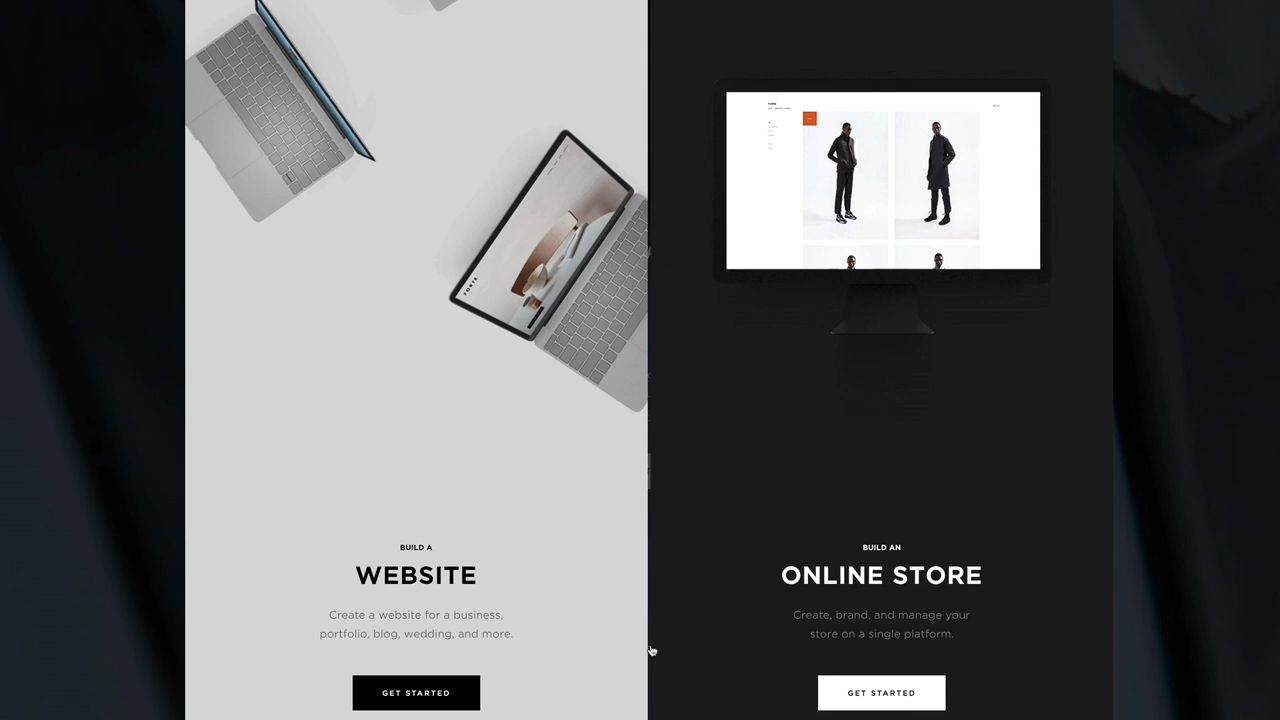 FORTE
BUILD A
WEBSITE
Create a website for a business,
portfolio, blog, wedding, and more.
GET STARTED
BUILD AN
ONLINE STORE
Create, brand, and manage your
store on a single platform.
GET STARTED